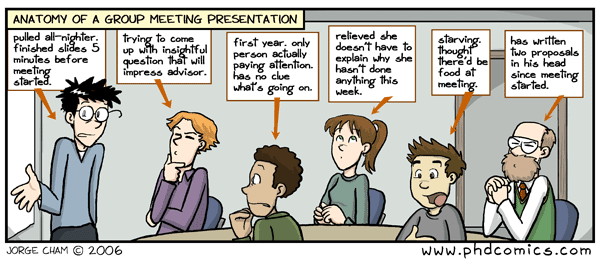 ANATOMY OF A GROUP MEETING PRESENTATION
pulled all-nighter.
finished slides 5
minutes before
meeting
started.
trying to come
up with insightful
question that will
impress advisor.
first year. only
person actually
paying attention.
has no clue
what's going on.
relieved she
doesn't have to
explain why she
hasn't done
anything this
week.
starving.
thought
there'd be
food at
meeting.
has written
two proposals
in his head
since meeting
started.
JORGE CHAM © 2006
www.phdcomics.com